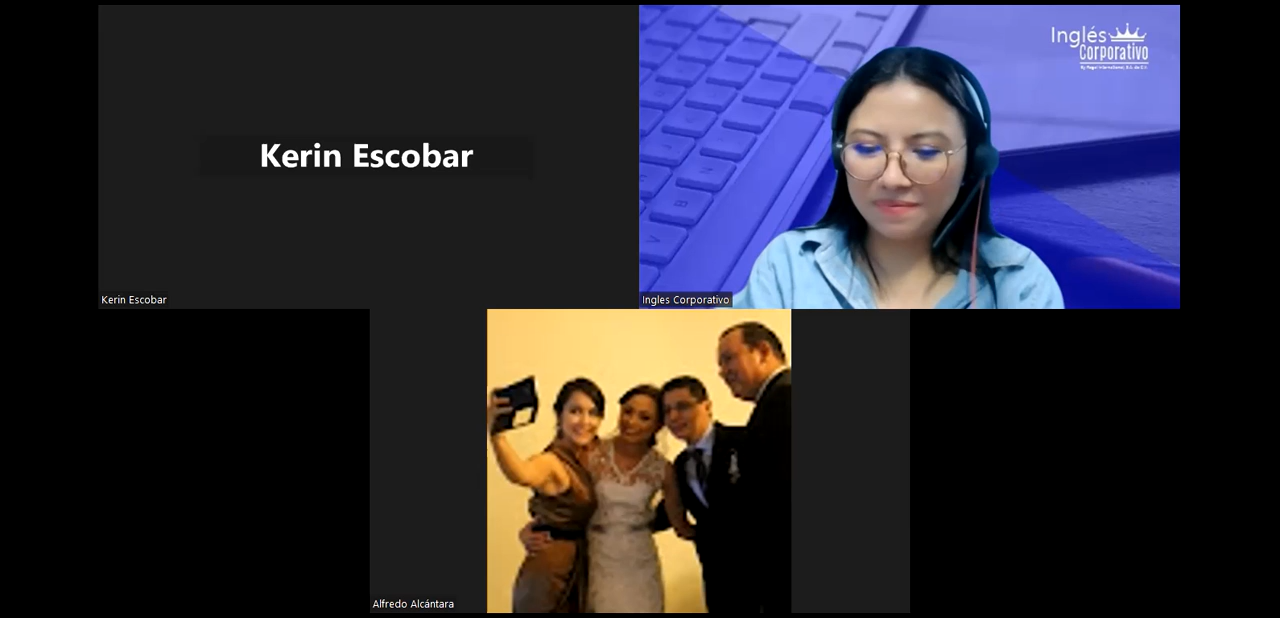 Kerin Escobar
Inglés
Corporativo
Kerin Escobar
Ingles Corporativo
Alfredo Alcántara